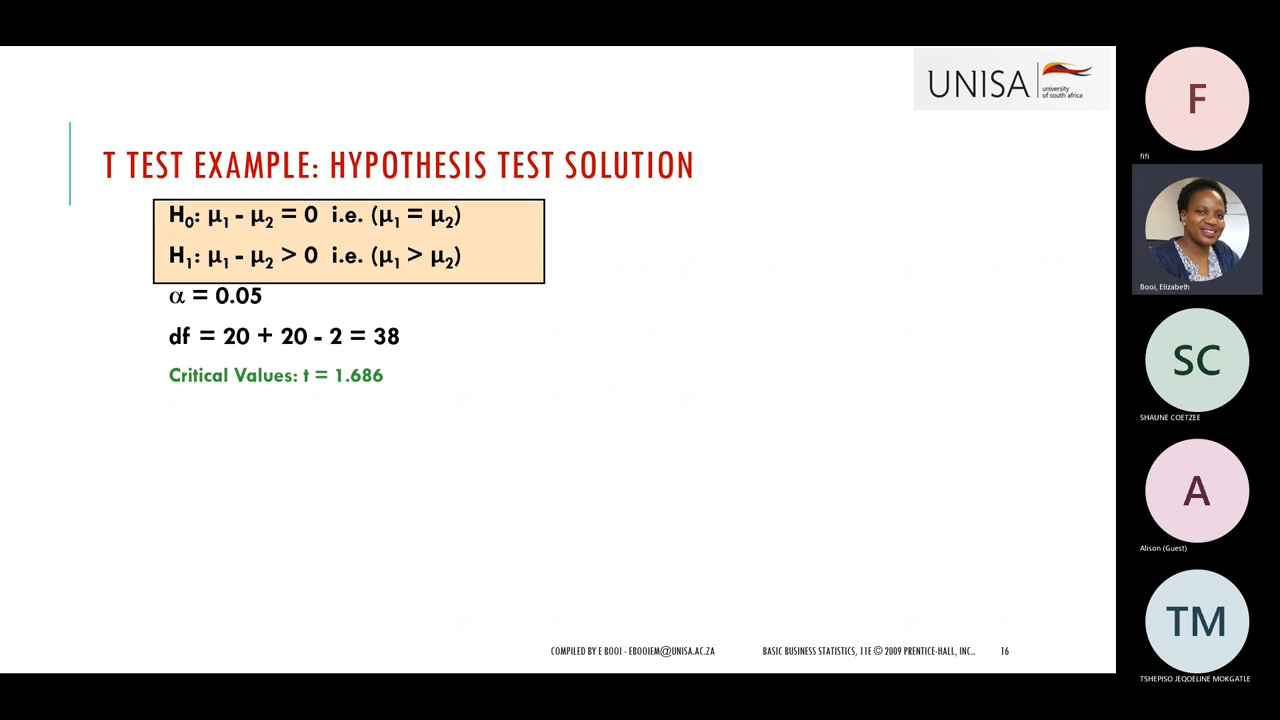 UNISA
university
of south africa
T TEST EXAMPLE: HYPOTHESIS TEST SOLUTION
H₀: μ₁ - μ₂ = 0 i.e. (μ₁ = μ₂)
H₁: μ₁ - μ₂ > 0 i.e. (μ₁ > μ₂)
α = 0.05
df = 20 + 20 - 2 = 38
Critical Values: t = 1.686
COMPILED BY E BOOI - EBOOIEM@UNISA.AC.ZA
BASIC BUSINESS STATISTICS, 11E © 2009 PRENTICE-HALL, INC..
16
F
fifi
Booi, Elizabeth
SC
SHAUNE COETZEE
A
Alison (Guest)
TM
TSHEPISO JEQOELINE MOKGATLE